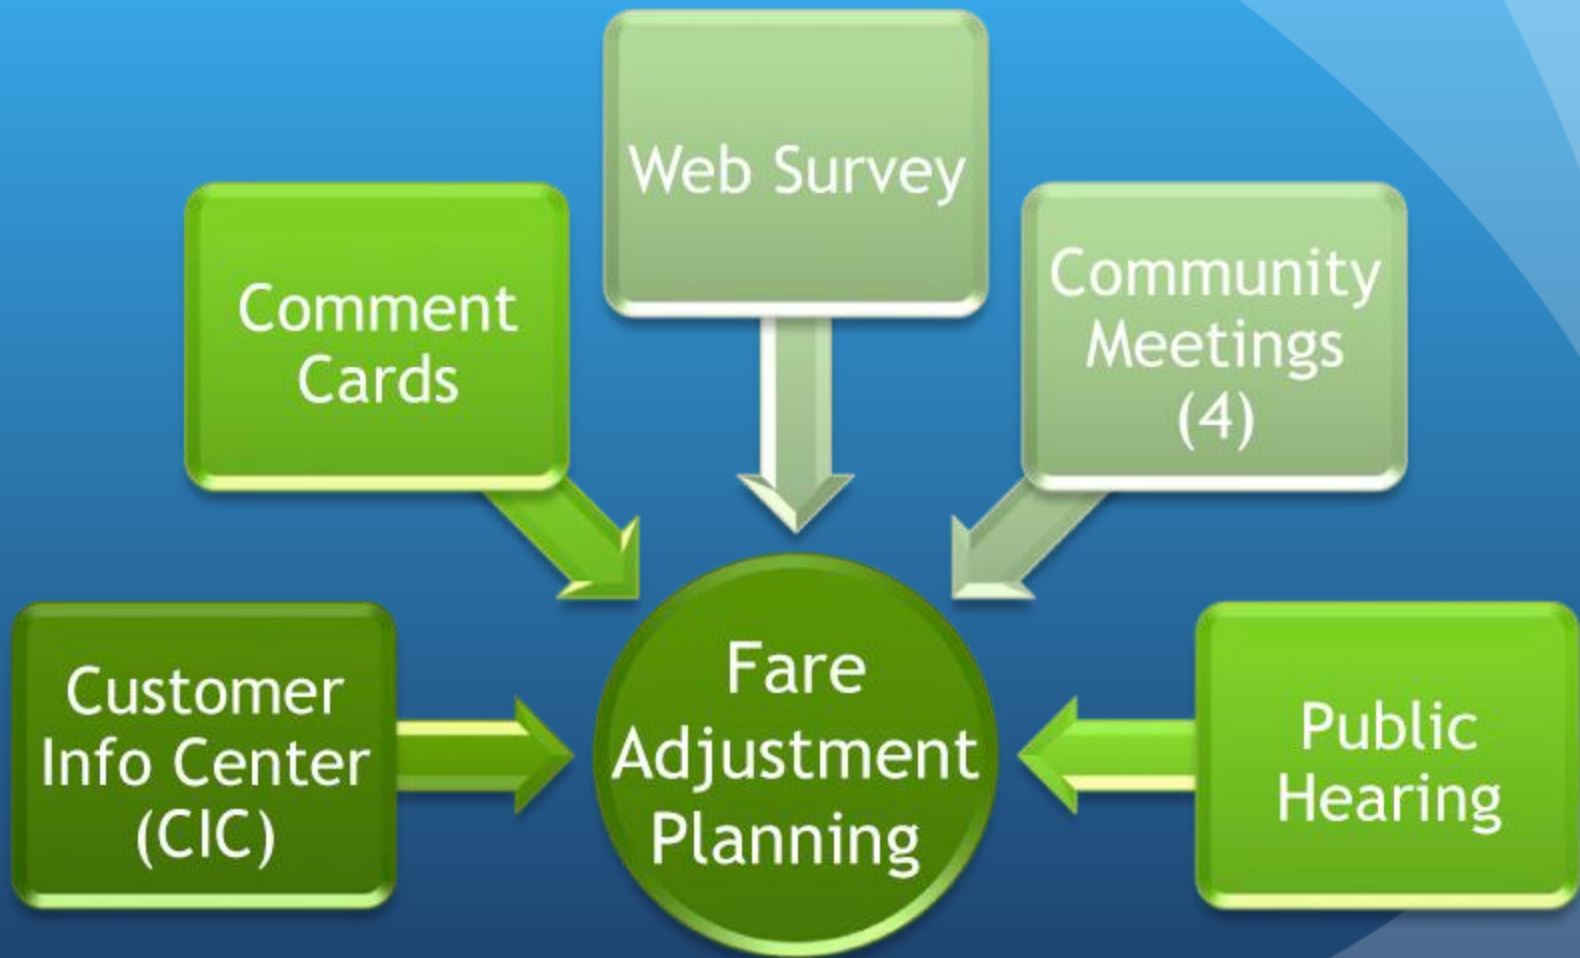 Web Survey
Comment
Cards
Community
Meetings
(4)
Customer
Info Center
(CIC)
Fare
Adjustment
Planning
Public
Hearing